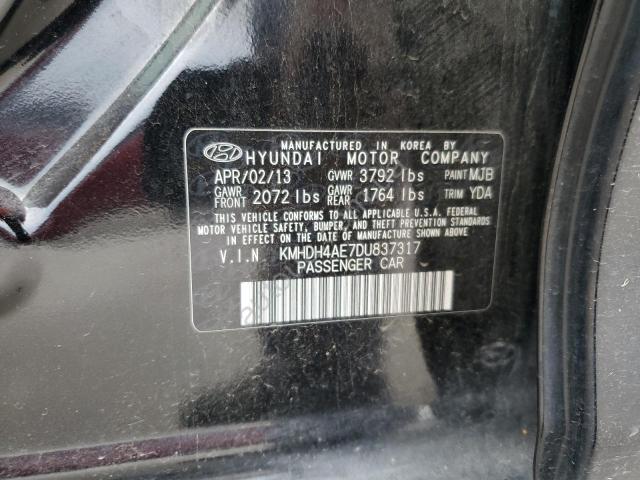 MANUFACTURED IN KOREA BY
HYUNDAI MOTOR COMPANY
APR/02/13 GVWR 3792 lbs PAINT MJB
GAWR FRONT 2072 lbs GAWR REAR 1764 lbs TRIM YDA
THIS VEHICLE CONFORMS TO ALL APPLICABLE U.S.A. FEDERAL
MOTOR VEHICLE SAFETY, BUMPER, AND THEFT PREVENTION
STANDARDS IN EFFECT ON THE DATE OF MANUFACTURE SHOWN ABOVE.
V.I.N KMHDH4AE7DU837317
PASSENGER CAR